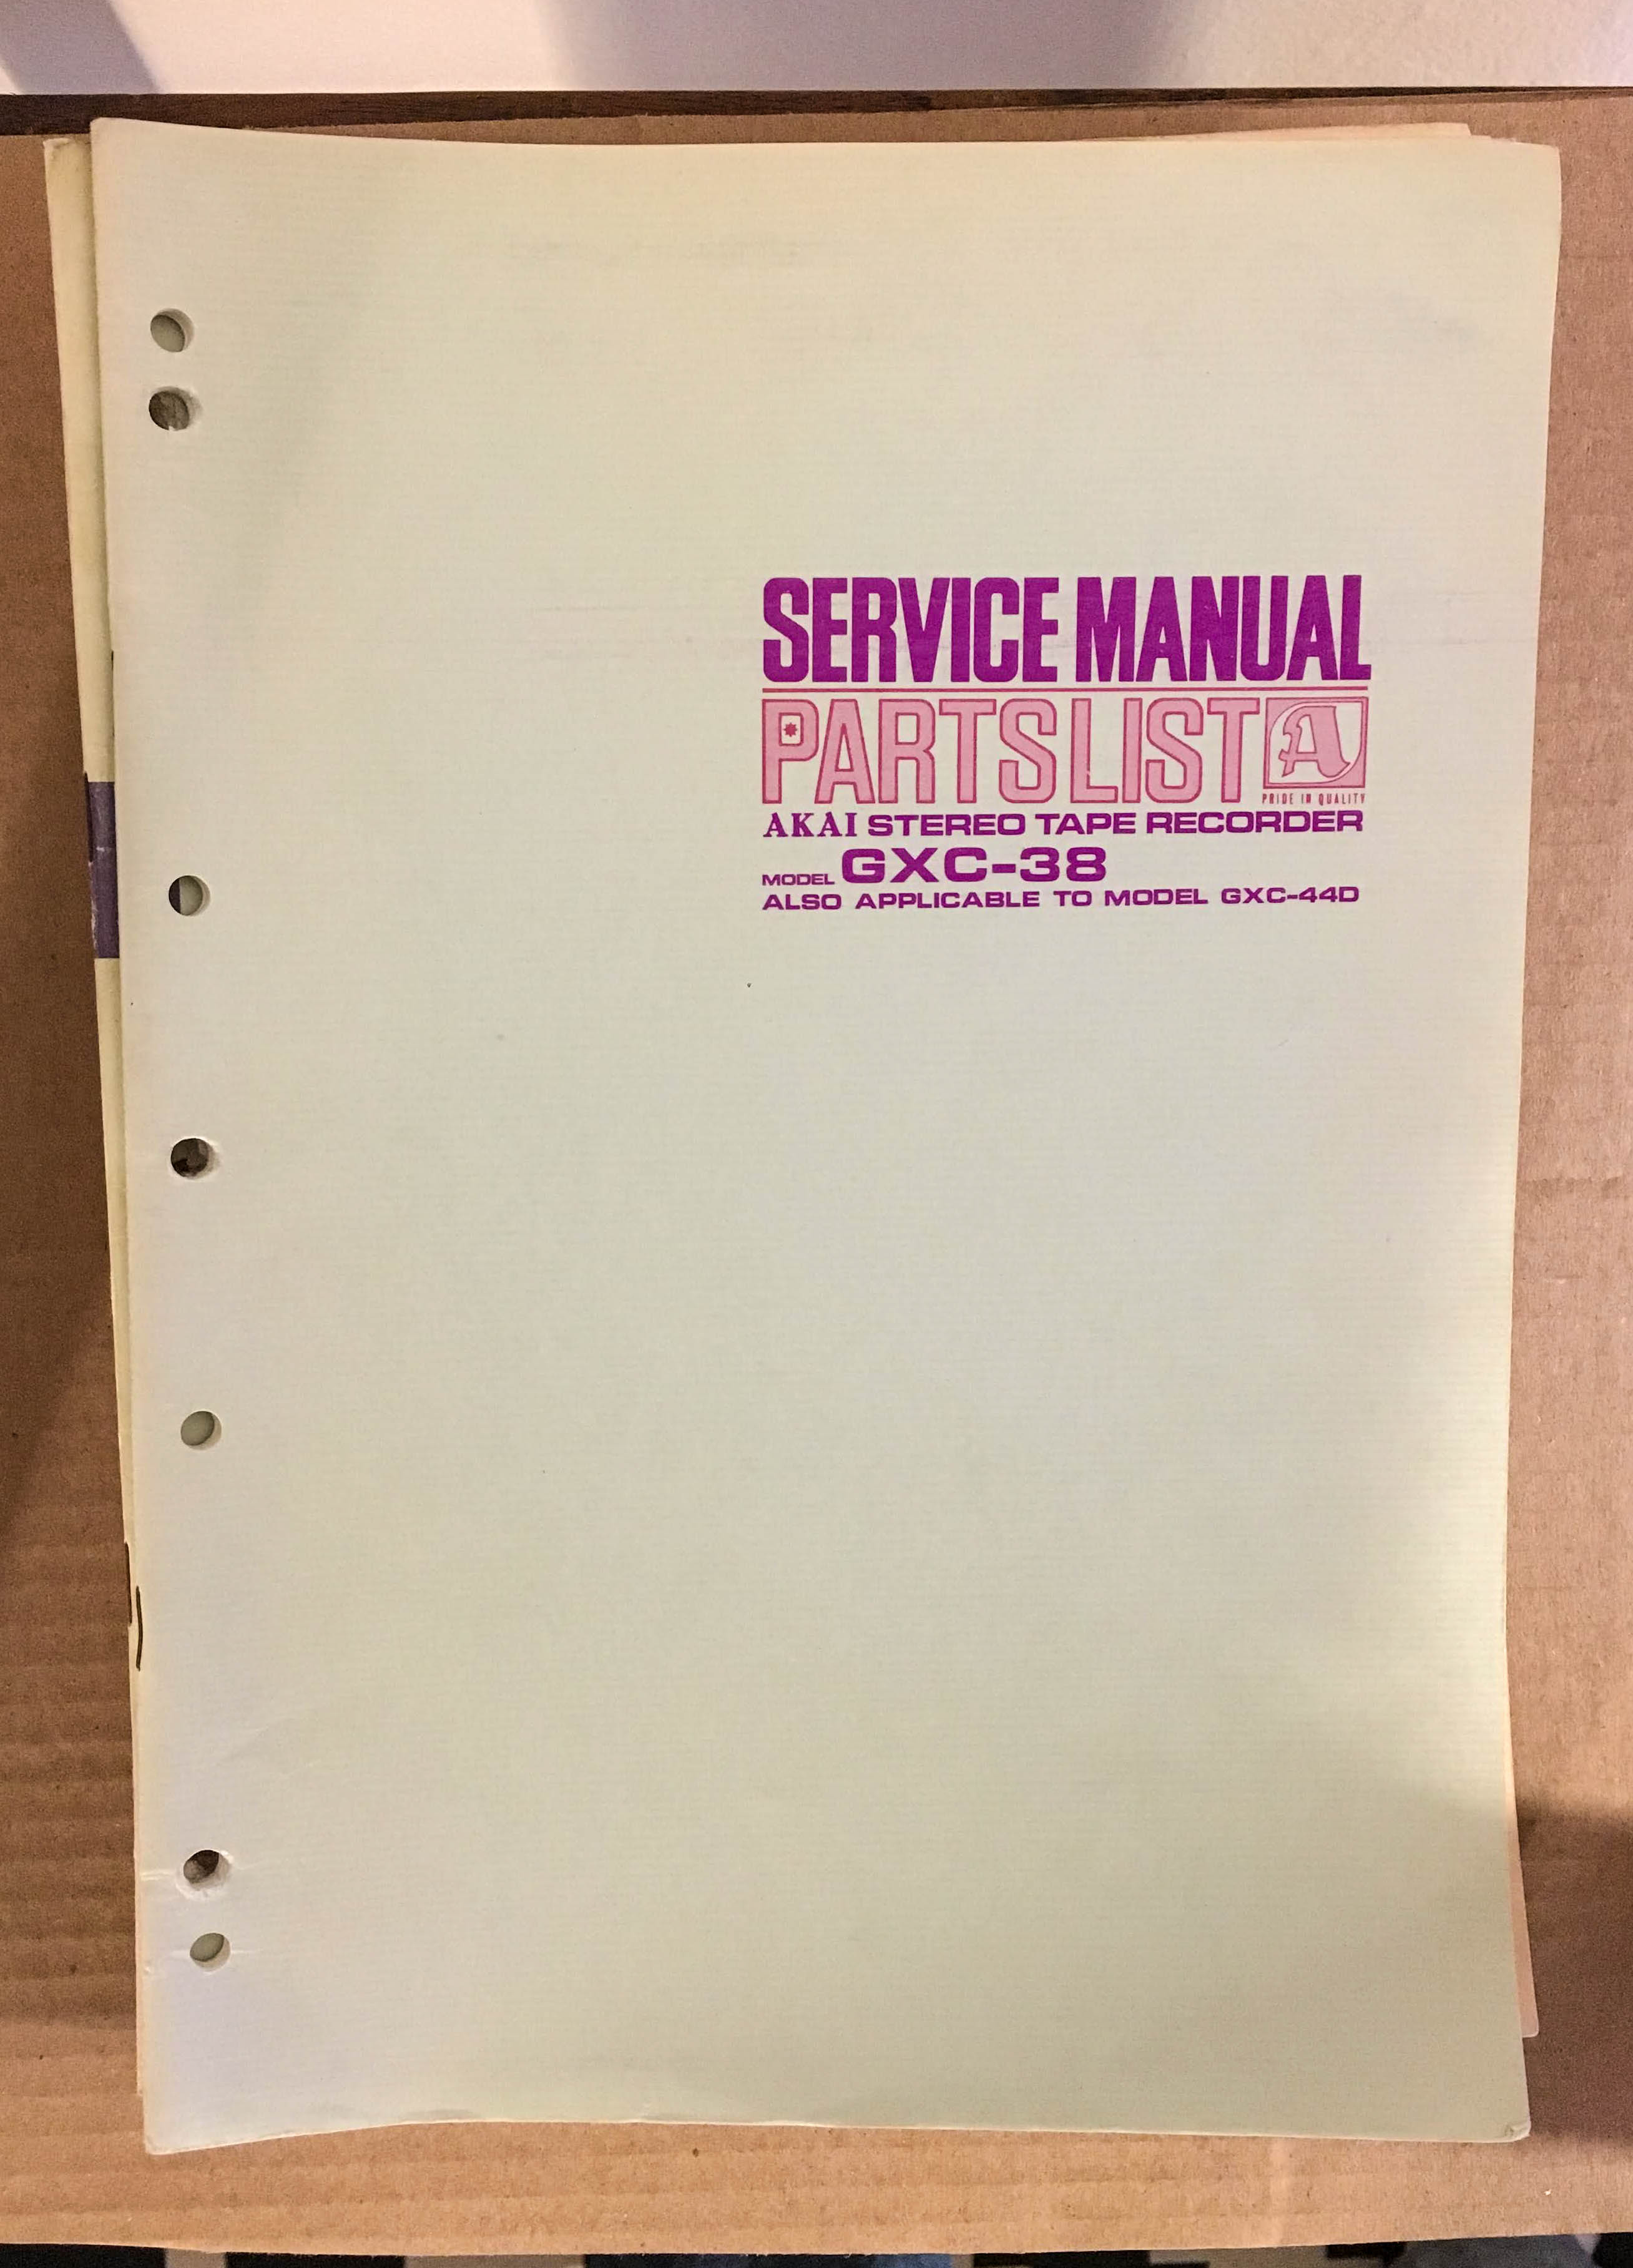 SERVICE MANUAL
PARTS LIST A
PRIDE IN QUALITY
AKAI STEREO TAPE RECORDER
MODEL GXC-38
ALSO APPLICABLE TO MODEL GXC-44D